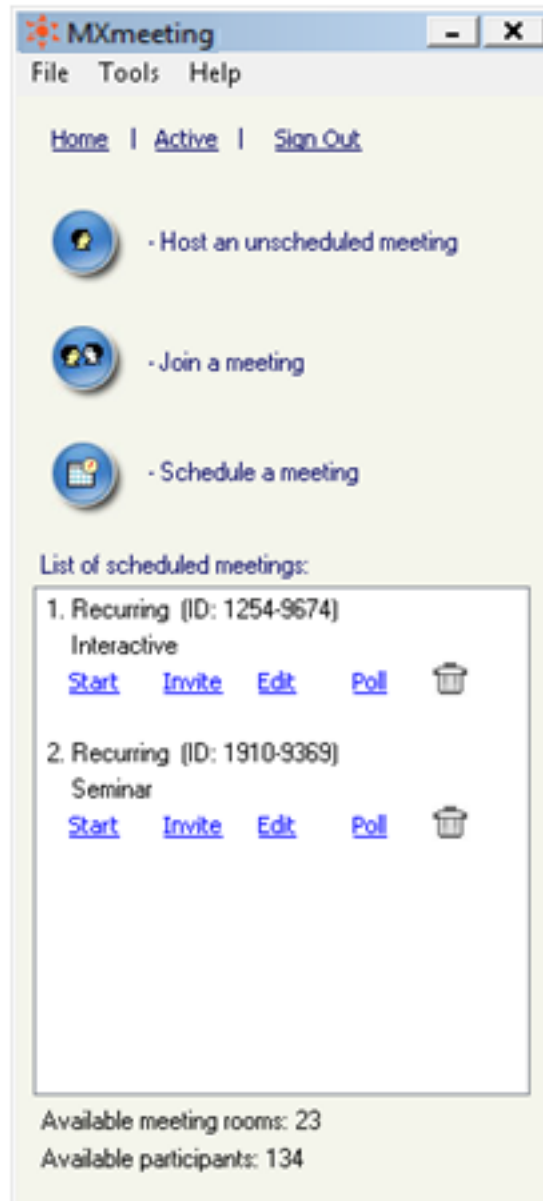 MXmeeting
File Tools Help
Home | Active | Sign Out
- Host an unscheduled meeting
- Join a meeting
- Schedule a meeting
List of scheduled meetings:
1. Recurring (ID: 1254-9674)
Interactive
Start Invite Edit Poll
2. Recurring (ID: 1910-9369)
Seminar
Start Invite Edit Poll
Available meeting rooms: 23
Available participants: 134